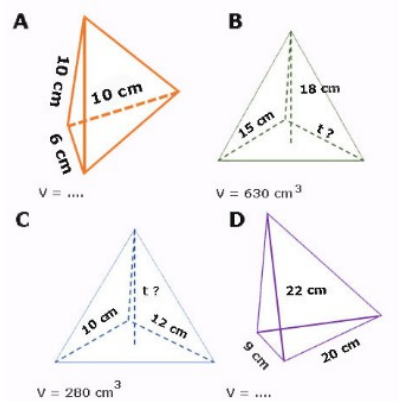 A
10 cm
10 cm
6 cm
V = ....
B
18 cm
15 cm
t ?
V = 630 cm³
C
t ?
10 cm
12 cm
V = 280 cm³
D
22 cm
9 cm
20 cm
V = ....